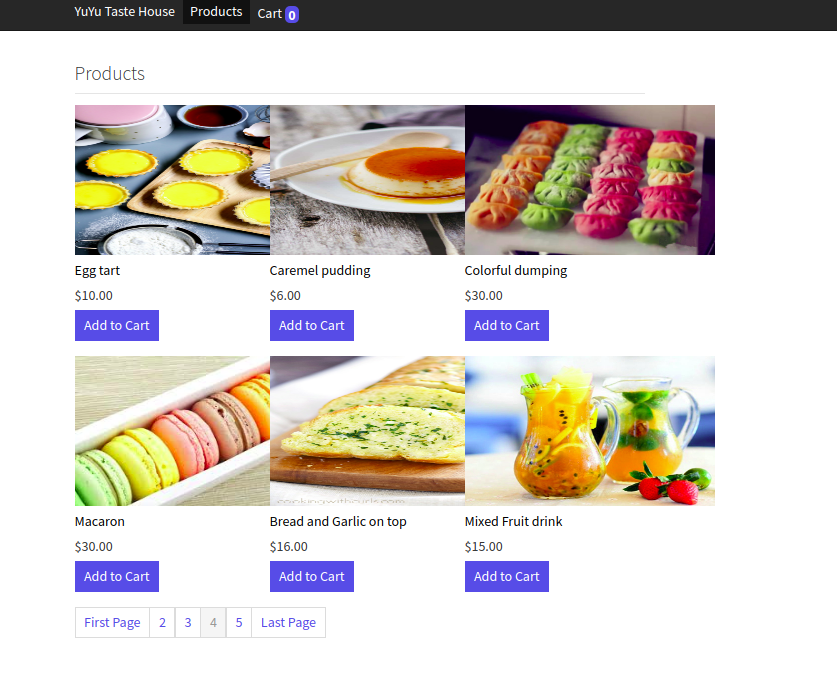 YuYu Taste House Products Cart 0
Products
Egg tart Caremel pudding Colorful dumping
$10.00 $6.00 $30.00
Add to Cart Add to Cart Add to Cart
Macaron Bread and Garlic on top Mixed Fruit drink
$30.00 $16.00 $15.00
Add to Cart Add to Cart Add to Cart
First Page 2 3 4 5 Last Page